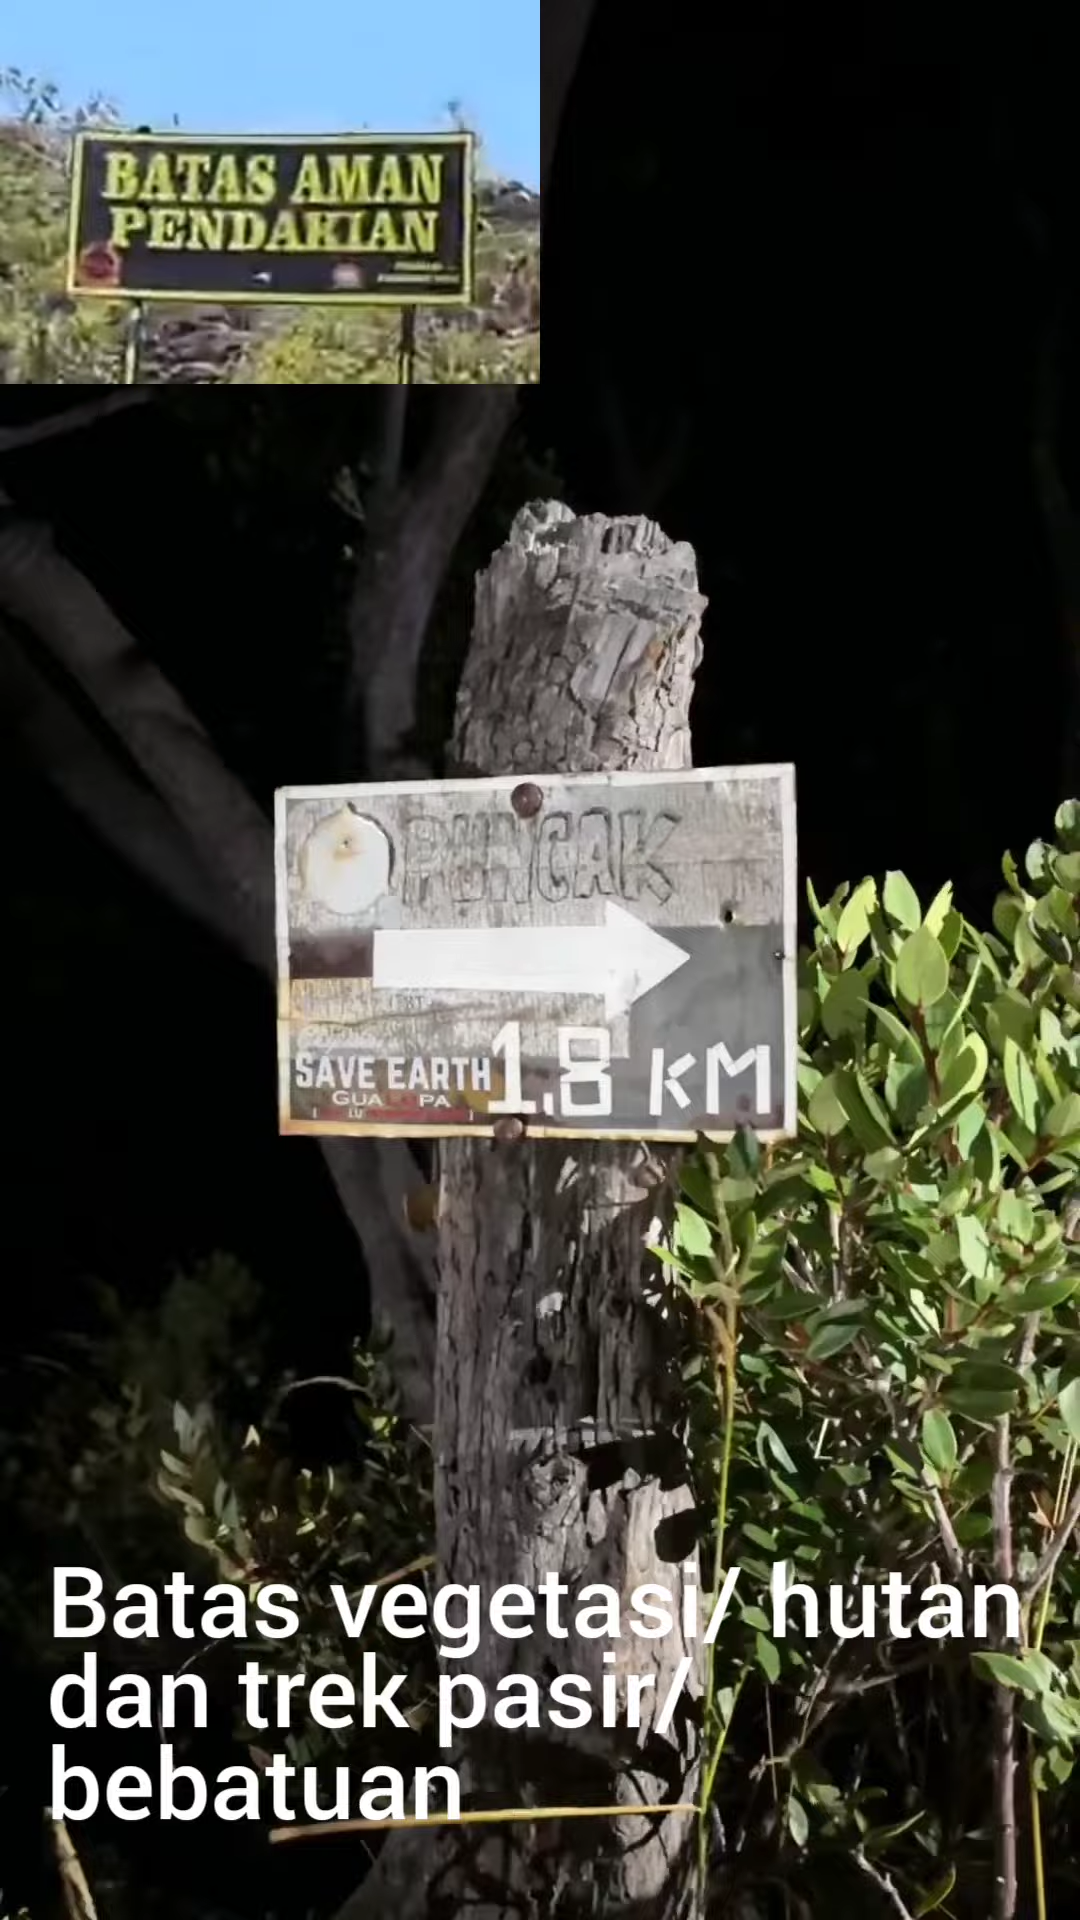 BATAS AMAN
PENDAKIAN
PUNCAK
SAVE EARTH
1,8 KM
Batas vegetasi/ hutan
dan trek pasir/
bebatuan